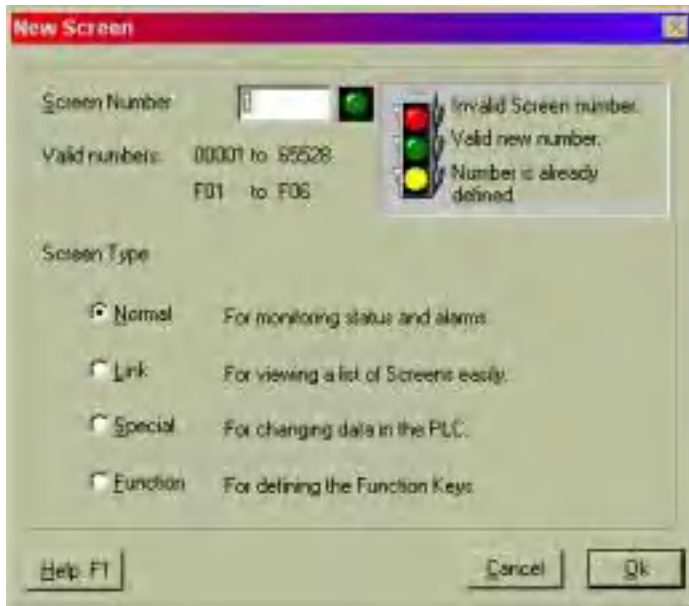 New Screen
Screen Number
Invalid Screen number.
Valid new number.
Number is already
defined.
Valid numbers: 00001 to 65528
F01 to F06
Screen Type
Normal For monitoring status and alarms.
Link For viewing a list of Screens easily.
Special For changing data in the PLC.
Function For defining the Function Keys.
Help F1
Cancel
Ok